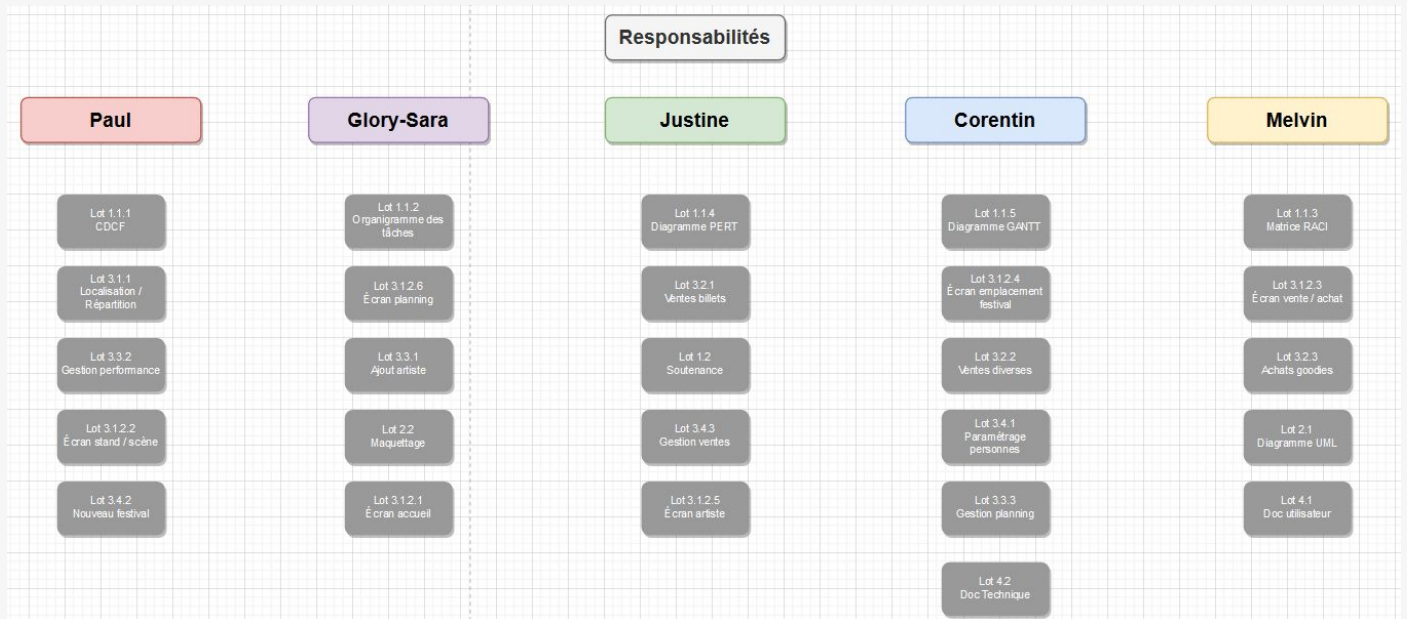 Responsabilités
Paul
Glory-Sara
Justine
Corentin
Melvin
Lot 1.1.1
CDCF
Lot 3.1.1
Localisation /
Répartition
Lot 3.3.2
Gestion performance
Lot 3.1.2.2
Écran stand / scène
Lot 3.4.2
Nouveau festival
Lot 1.1.2
Organigramme des
tâches
Lot 3.1.2.6
Écran planning
Lot 3.3.1
Ajout artiste
Lot 2.2
Maquettage
Lot 3.1.2.1
Écran accueil
Lot 1.1.4
Diagramme PERT
Lot 3.2.1
Ventes billets
Lot 1.2
Soutenance
Lot 3.4.3
Gestion ventes
Lot 3.1.2.5
Écran artiste
Lot 1.1.5
Diagramme GANTT
Lot 3.1.2.4
Écran emplacement
festival
Lot 3.2.2
Ventes diverses
Lot 3.4.1
Paramétrage
personnes
Lot 3.3.3
Gestion planning
Lot 4.2
Doc Technique
Lot 1.1.3
Matrice RACI
Lot 3.1.2.3
Écran vente / achat
Lot 3.2.3
Achats goodies
Lot 2.1
Diagramme UML
Lot 4.1
Doc utilisateur